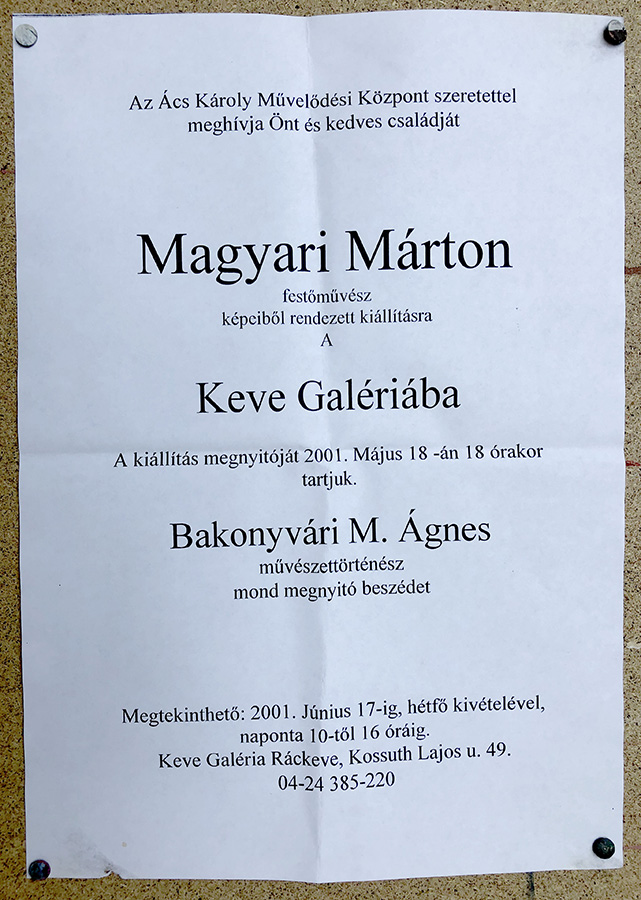 Az Ács Károly Művelődési Központ szeretettel
meghívja Önt és kedves családját
Magyari Márton
festőművész
képeiből rendezett kiállításra
A
Keve Galériába
A kiállítás megnyitóját 2001. Május 18 -án 18 órakor
tartjuk.
Bakonyvári M. Ágnes
művészettörténész
mond megnyitó beszédet
Megtekinthető: 2001. Június 17-ig, hétfő kivételével,
naponta 10-től 16 óráig.
Keve Galéria Ráckeve, Kossuth Lajos u. 49.
04-24 385-220